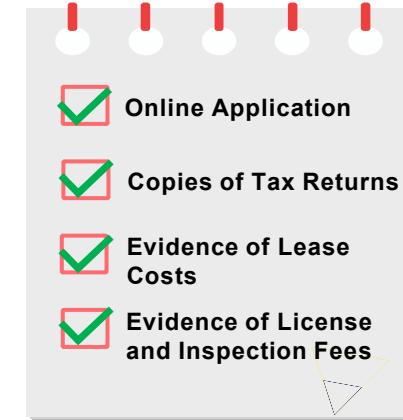 Online Application
Copies of Tax Returns
Evidence of Lease
Costs
Evidence of License
and Inspection Fees